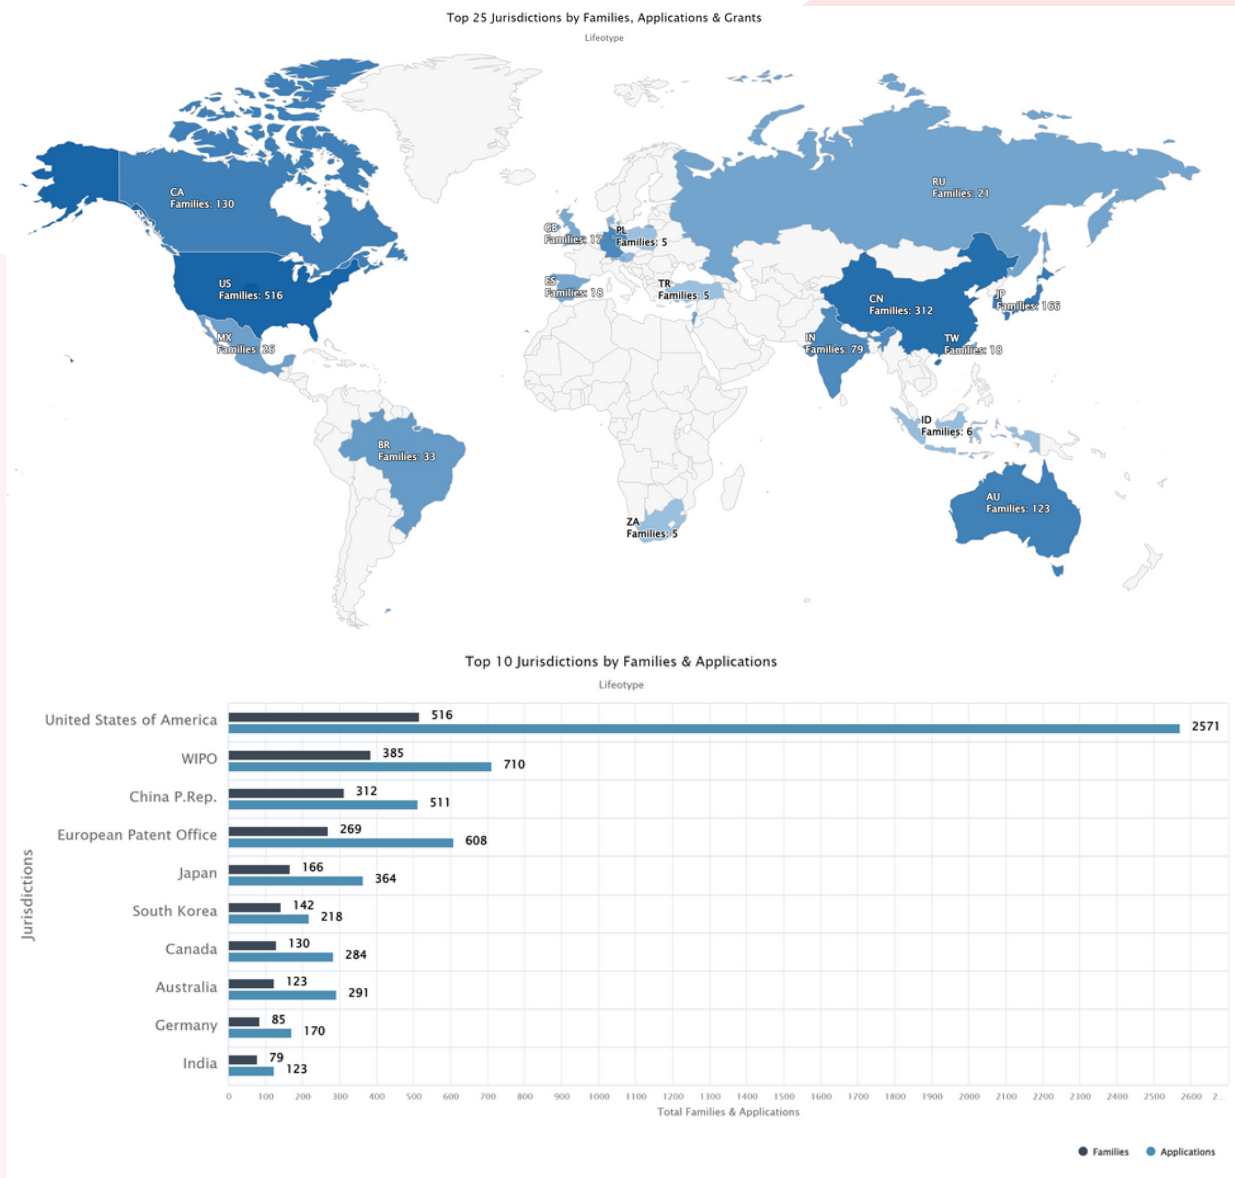 Top 25 Jurisdictions by Families, Applications & Grants
Lifeotype
CA
Families: 130
RU
Families: 21
GB
Families: 17
PL
Families: 5
US
Families: 516
ES
Families: 18
TR
Families: 5
CN
Families: 312
JP
Families: 166
MX
Families: 26
IN
Families: 79
TW
Families: 18
ID
Families: 6
BR
Families: 33
AU
Families: 123
ZA
Families: 5
Top 10 Jurisdictions by Families & Applications
Lifeotype
Jurisdictions
United States of America 516 2571
WIPO 385 710
China P.Rep. 312 511
European Patent Office 269 608
Japan 166 364
South Korea 142 218
Canada 130 284
Australia 123 291
Germany 85 170
India 79 123
0 100 200 300 400 500 600 700 800 900 1000 1100 1200 1300 1400 1500 1600 1700 1800 1900 2000 2100 2200 2300 2400 2500 2600 2...
Total Families & Applications
Families Applications